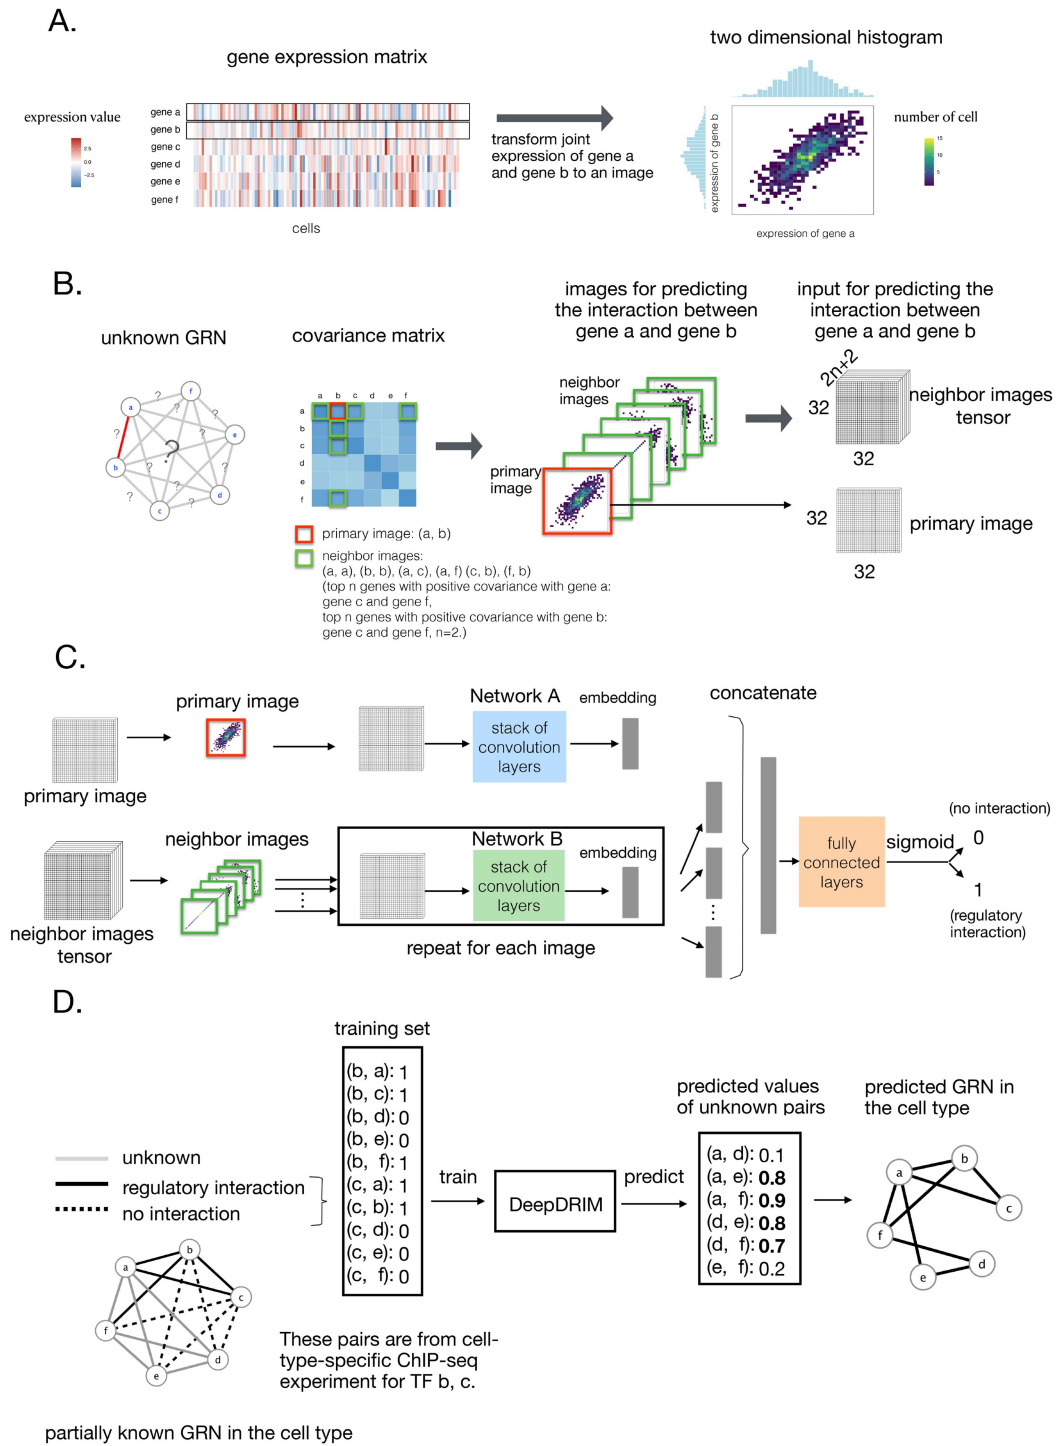 A.
gene expression matrix
two dimensional histogram
expression value
2.5
0.0
−2.5
gene a
gene b
gene c
gene d
gene e
gene f
cells
transform joint
expression of gene a
and gene b to an image
expression of gene b
expression of gene a
number of cell
15
10
5
B.
unknown GRN
a
f
e
d
c
b
?
?
?
?
?
?
?
?
?
covariance matrix
a b c d e f
a
b
c
d
e
f
primary image: (a, b)
neighbor images:
(a, a), (b, b), (a, c), (a, f) (c, b), (f, b)
(top n genes with positive covariance with gene a:
gene c and gene f,
top n genes with positive covariance with gene b:
gene c and gene f, n=2.)
images for predicting
the interaction between
gene a and gene b
neighbor
images
primary
image
input for predicting the
interaction between
gene a and gene b
2n+2
32
32
neighbor images
tensor
32
32
primary image
C.
primary image
primary image
Network A
stack of
convolution
layers
embedding
concatenate
neighbor images
tensor
neighbor images
Network B
stack of
convolution
layers
embedding
repeat for each image
fully
connected
layers
sigmoid
(no interaction)
0
1
(regulatory
interaction)
D.
unknown
regulatory interaction
no interaction
a
b
c
d
e
f
partially known GRN in the cell type
training set
(b, a): 1
(b, c): 1
(b, d): 0
(b, e): 0
(b, f): 1
(c, a): 1
(c, b): 1
(c, d): 0
(c, e): 0
(c, f): 0
These pairs are from cell-
type-specific ChIP-seq
experiment for TF b, c.
train
DeepDRIM
predict
predicted values
of unknown pairs
(a, d): 0.1
(a, e): 0.8
(a, f): 0.9
(d, e): 0.8
(d, f): 0.7
(e, f): 0.2
predicted GRN in
the cell type
a
b
c
d
e
f